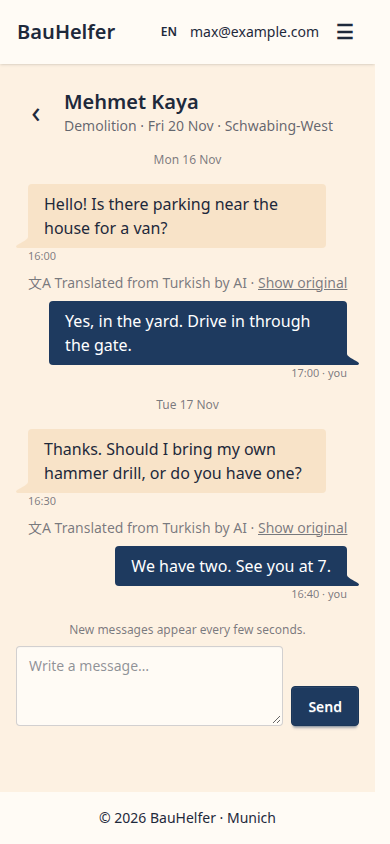 BauHelfer EN max@example.com ☰
‹ Mehmet Kaya
Demolition · Fri 20 Nov · Schwabing-West
Mon 16 Nov
Hello! Is there parking near the
house for a van?
16:00
文A Translated from Turkish by AI · Show original
Yes, in the yard. Drive in through
the gate.
17:00 · you
Tue 17 Nov
Thanks. Should I bring my own
hammer drill, or do you have one?
16:30
文A Translated from Turkish by AI · Show original
We have two. See you at 7.
16:40 · you
New messages appear every few seconds.
Write a message...
Send
© 2026 BauHelfer · Munich